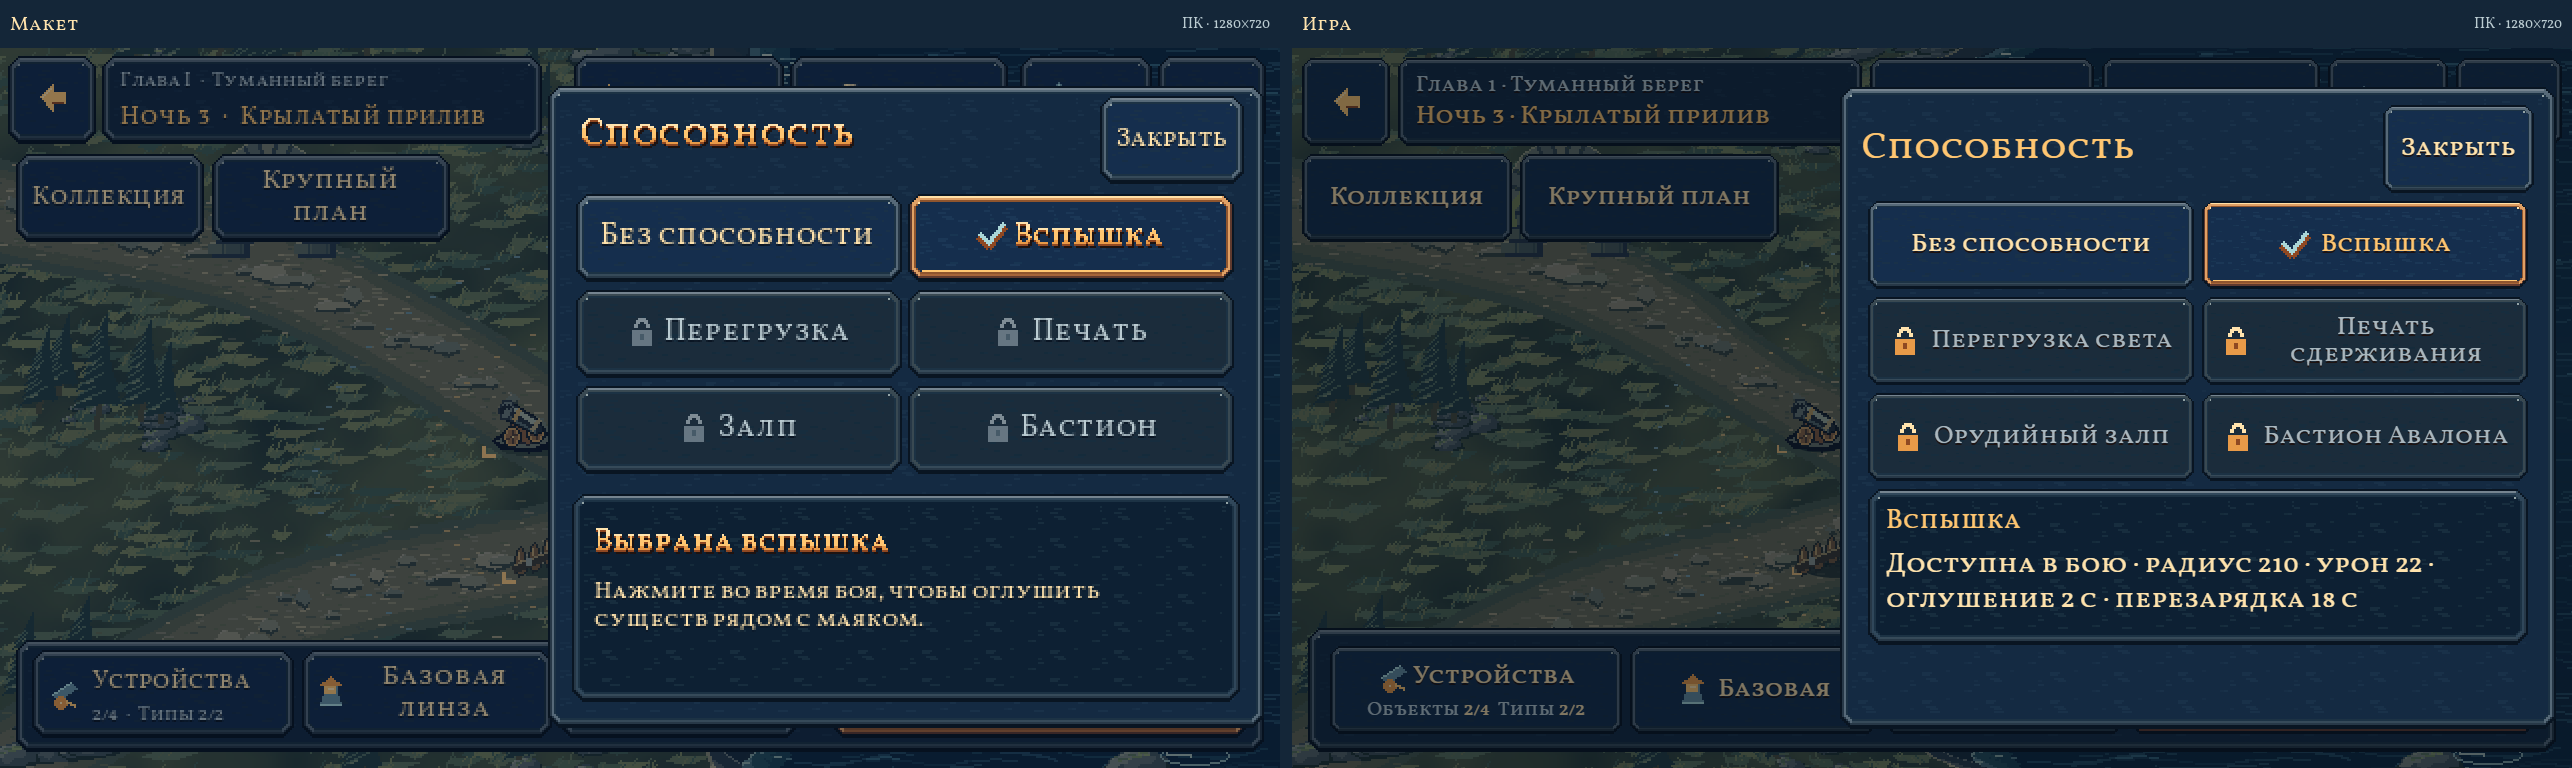 Макет
ПК · 1280×720
Глава I · Туманный берег
Ночь 3 · Крылатый прилив
Коллекция
Крупный
план
Способность
Закрыть
Без способности
Вспышка
Перегрузка
Печать
Залп
Бастион
Выбрана вспышка
Нажмите во время боя, чтобы оглушить
существ рядом с маяком.
Устройства
2/4 · Типы 2/2
Базовая
линза
Игра
ПК · 1280×720
Глава 1 · Туманный берег
Ночь 3 · Крылатый прилив
Коллекция
Крупный план
Способность
Закрыть
Без способности
Вспышка
Перегрузка света
Печать
сдерживания
Орудийный залп
Бастион Авалона
Вспышка
Доступна в бою · радиус 210 · урон 22 ·
оглушение 2 с · перезарядка 18 с
Устройства
Объекты 2/4 Типы 2/2
Базовая